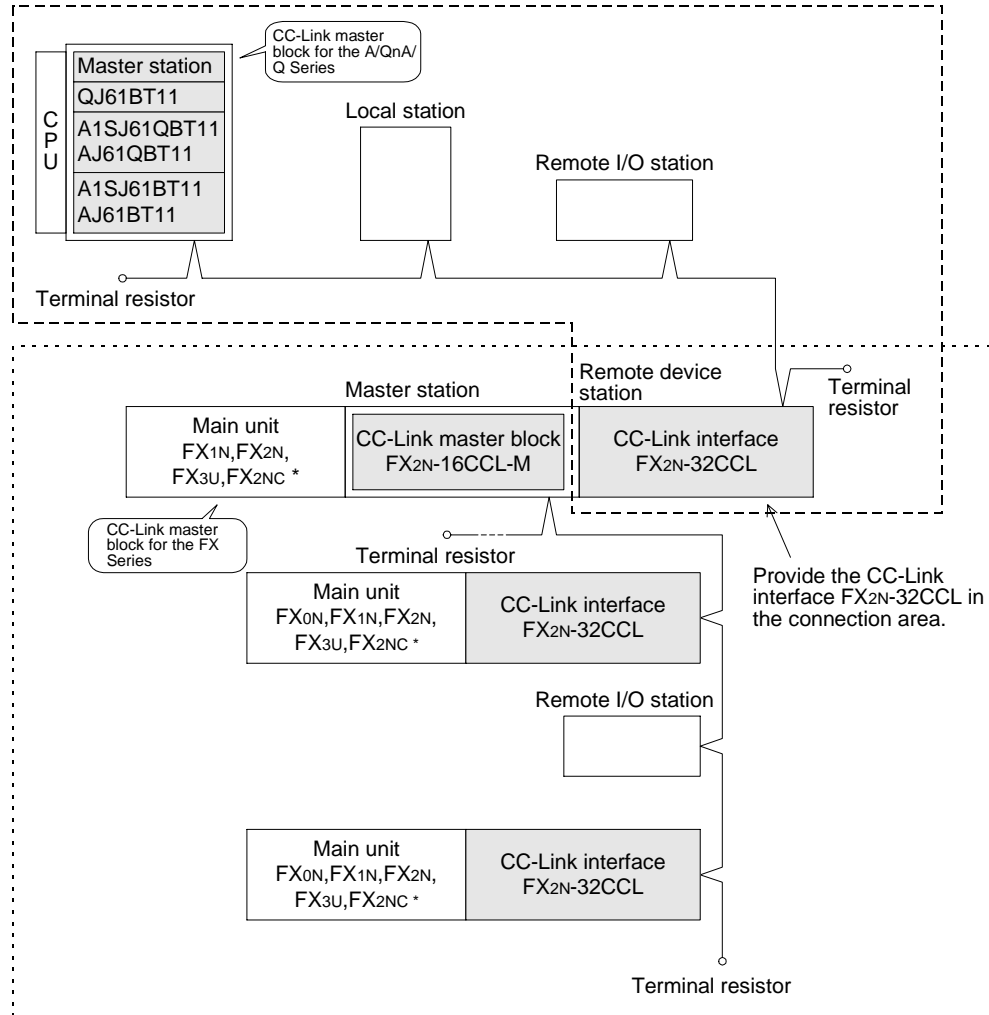 CC-Link master
block for the A/QnA/
Q Series
CPU
Master station
QJ61BT11
A1SJ61QBT11
AJ61QBT11
A1SJ61BT11
AJ61BT11
Local station
Remote I/O station
Terminal resistor
Remote device
station
Terminal
resistor
Master station
Main unit
FX1N,FX2N,
FX3U,FX2NC *
CC-Link master block
FX2N-16CCL-M
CC-Link interface
FX2N-32CCL
CC-Link master
block for the FX
Series
Terminal resistor
Provide the CC-Link
interface FX2N-32CCL in
the connection area.
Main unit
FX0N,FX1N,FX2N,
FX3U,FX2NC *
CC-Link interface
FX2N-32CCL
Remote I/O station
Main unit
FX0N,FX1N,FX2N,
FX3U,FX2NC *
CC-Link interface
FX2N-32CCL
Terminal resistor